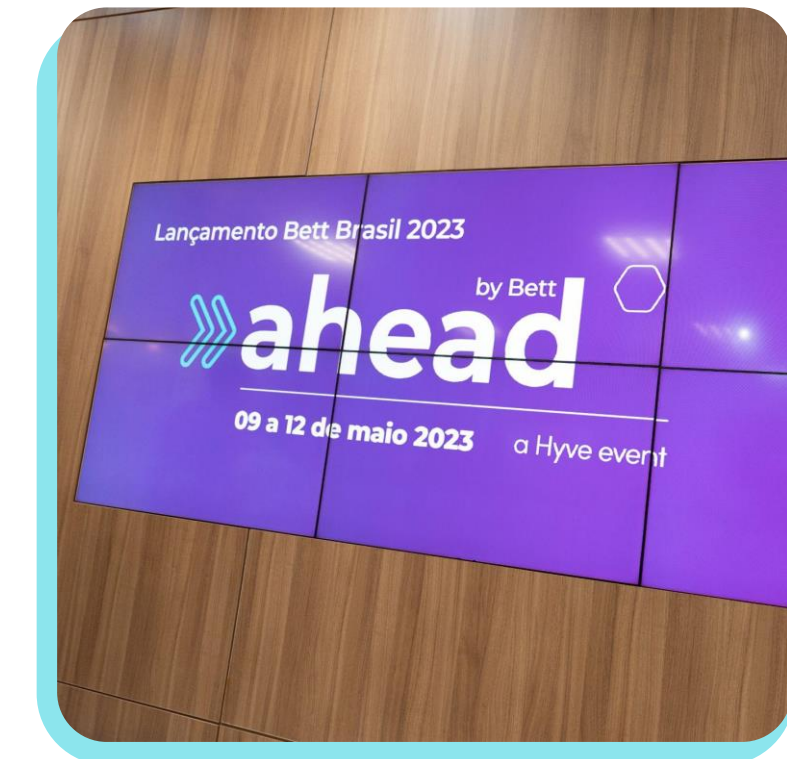 Lançamento Bett Brasil 2023
by Bett
ahead
09 a 12 de maio 2023
a Hyve event